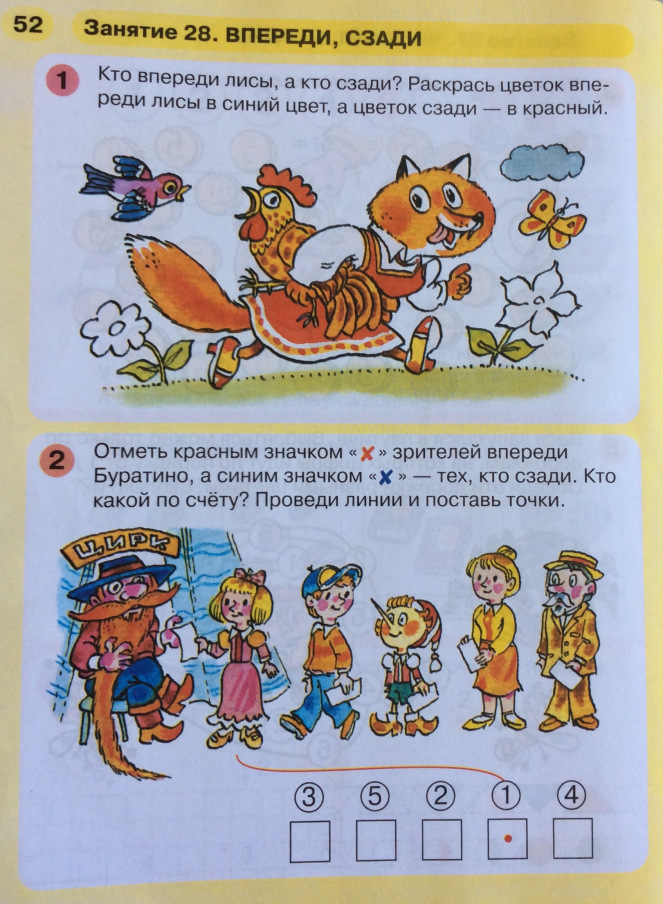 52 Занятие 28. ВПЕРЕДИ, СЗАДИ
1 Кто впереди лисы, а кто сзади? Раскрась цветок впе-
реди лисы в синий цвет, а цветок сзади — в красный.
2 Отметь красным значком «✘» зрителей впереди
Буратино, а синим значком «✘» — тех, кто сзади. Кто
какой по счёту? Проведи линии и поставь точки.
ЦИРК
3 5 2 1 4